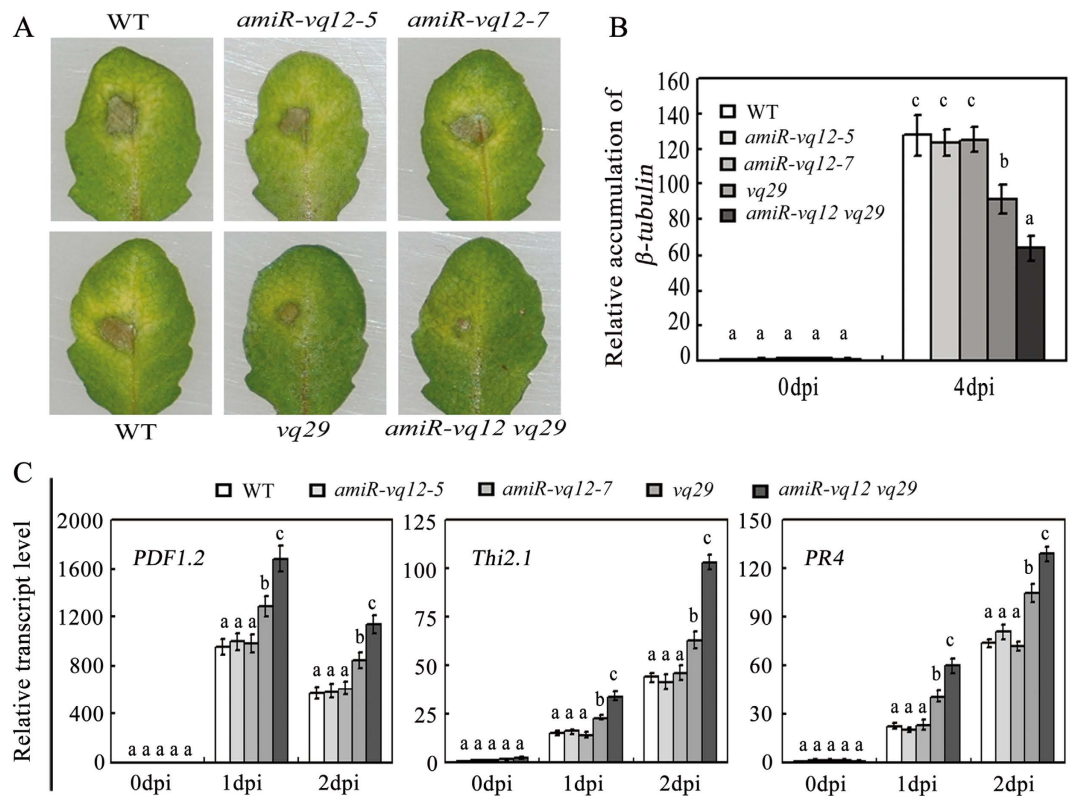 A
WT
amiR-vq12-5
amiR-vq12-7
WT
vq29
amiR-vq12 vq29
B
Relative accumulation of
β-tubulin
160
140
120
100
80
60
40
20
0
WT
amiR-vq12-5
amiR-vq12-7
vq29
amiR-vq12 vq29
a a a a a
c c c b a
0dpi 4dpi
C
WT amiR-vq12-5 amiR-vq12-7 vq29 amiR-vq12 vq29
Relative transcript level
PDF1.2
2000
1600
1200
800
400
0
a a a a a
a a a b c
a a a b c
0dpi 1dpi 2dpi
Thi2.1
125
100
75
50
25
0
a a a a a
a a a b c
a a a b c
0dpi 1dpi 2dpi
PR4
150
120
90
60
30
0
a a a a a
a a a b c
a a a b c
0dpi 1dpi 2dpi